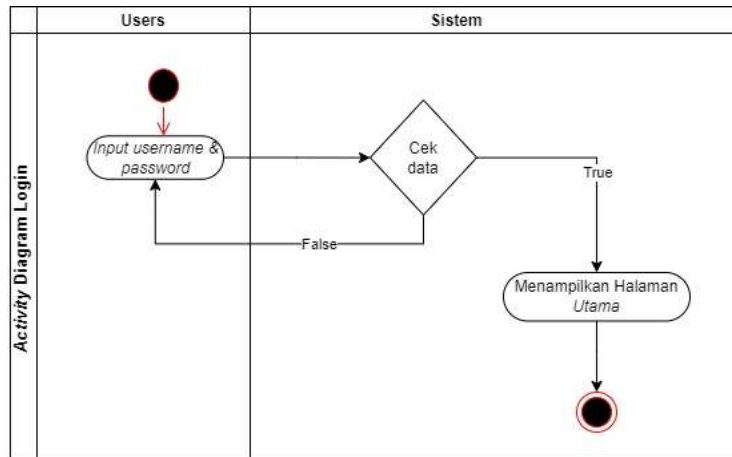 Users
Sistem
Activity Diagram Login
Input username &
password
Cek
data
True
False
Menampilkan Halaman
Utama